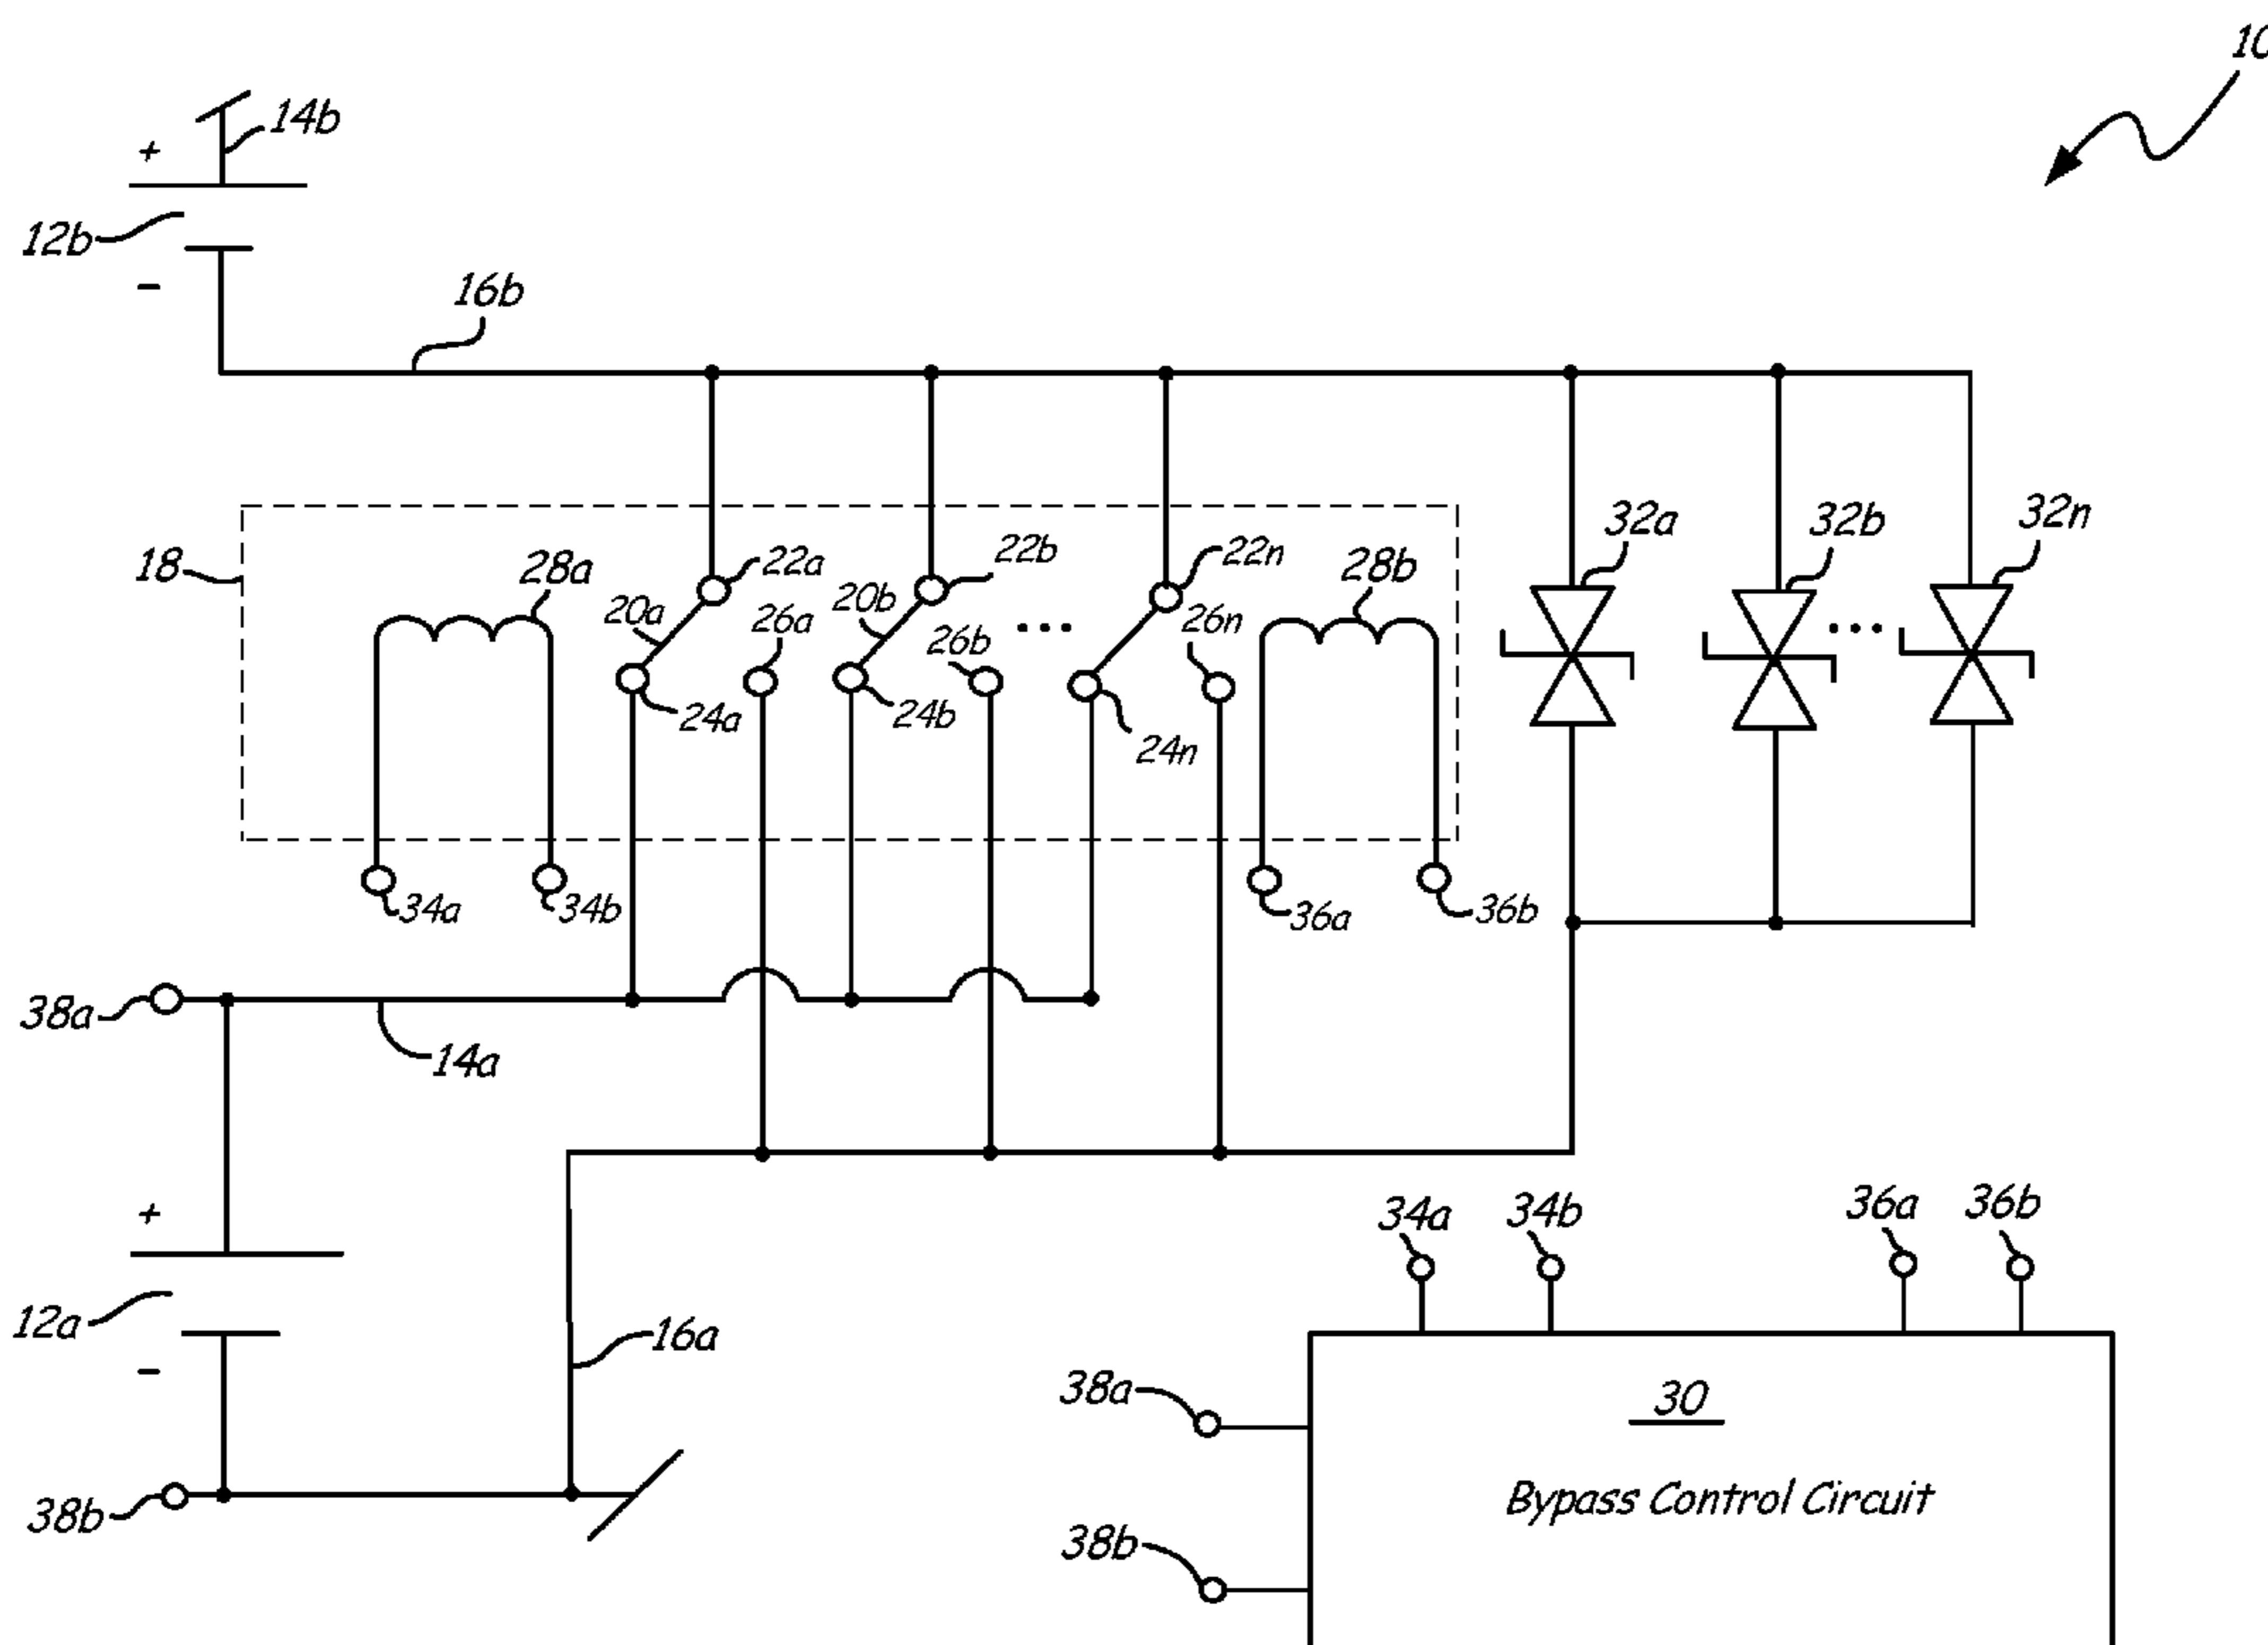 10
14b
+
12b
-
16b
18
28a
20a
22a
26a
20b
22b
26b
22n
26n
28b
32a
32b
32n
24a
24b
24n
34a
34b
36a
36b
38a
14a
+
12a
-
16a
38b
34a
34b
36a
36b
38a
38b
30
Bypass Control Circuit